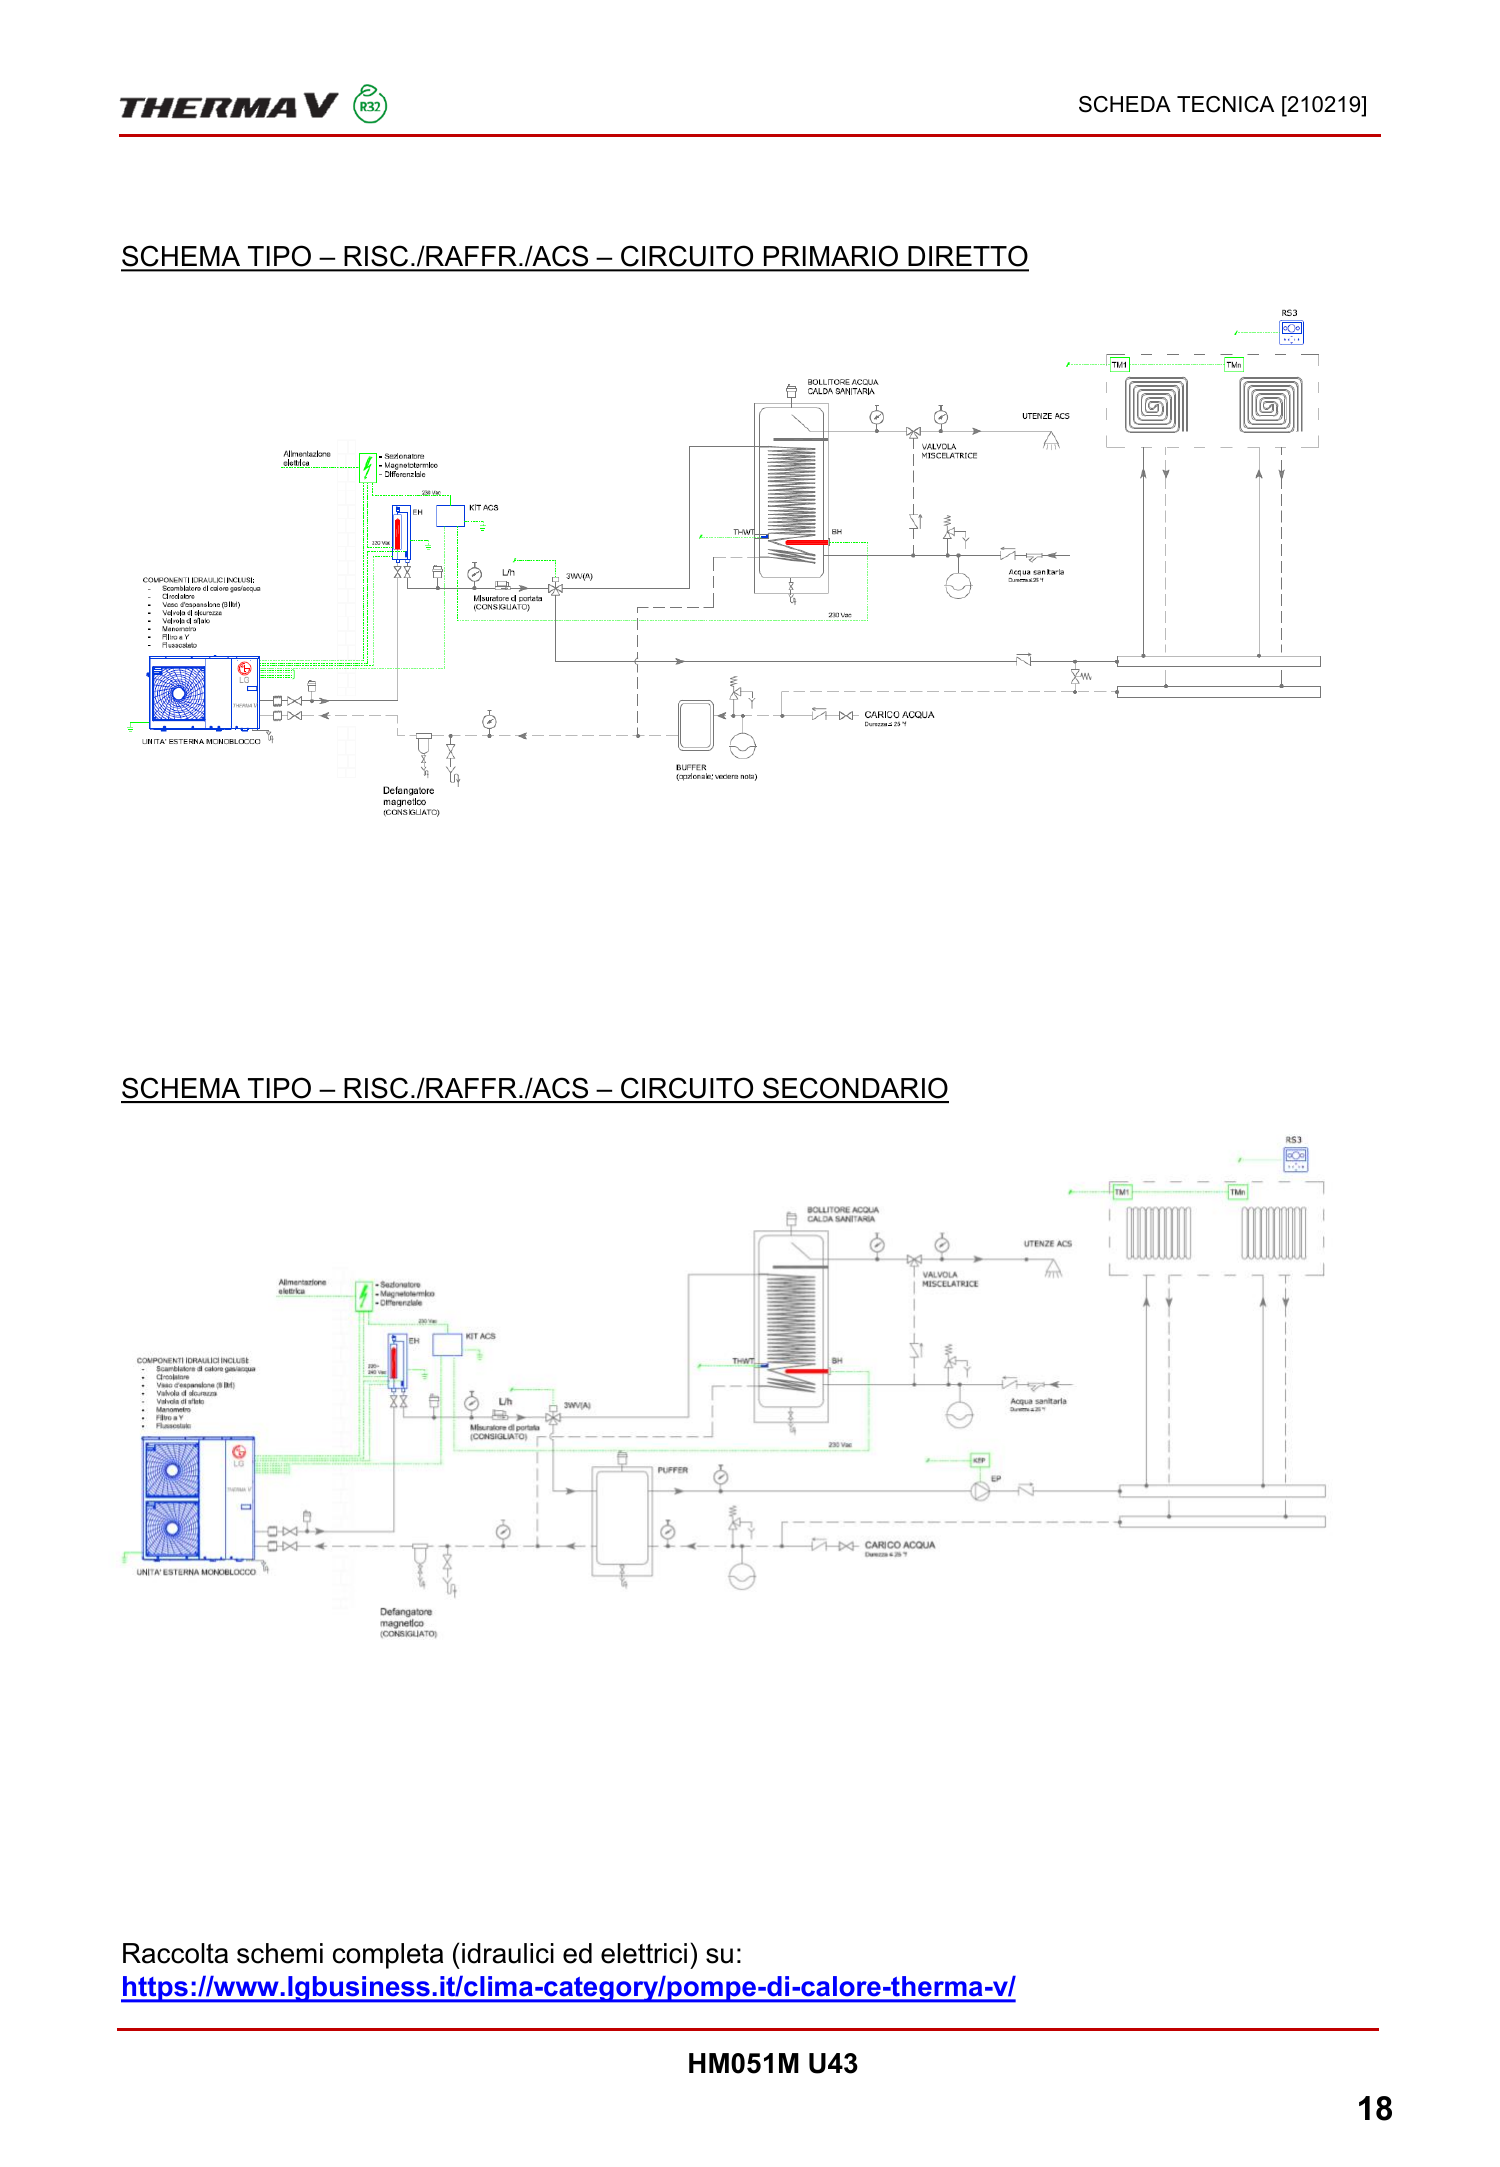 THERMA V R32
SCHEDA TECNICA [210219]
SCHEMA TIPO – RISC./RAFFR./ACS – CIRCUITO PRIMARIO DIRETTO
RS3
TM1
TMn
BOLLITORE ACQUA
CALDA SANITARIA
UTENZE ACS
VALVOLA
MISCELATRICE
Alimentazione
elettrica
- Sezionatore
- Magnetotermico
- Differenziale
230 Vac
EH
KIT ACS
THWT
BH
L/h
3WV(A)
Misuratore di portata
(CONSIGLIATO)
Acqua sanitaria
230 Vac
COMPONENTI IDRAULICI INCLUSI:
- Scambiatore di calore gas/acqua
- Circolatore
- Vaso d'espansione (8 litri)
- Valvola di sicurezza
- Valvola di sfiato
- Manometro
- Filtro a Y
- Flussostato
LG
THERMA V
UNITA' ESTERNA MONOBLOCCO
CARICO ACQUA
BUFFER
(opzionale; vedere nota)
Defangatore
magnetico
(CONSIGLIATO)
SCHEMA TIPO – RISC./RAFFR./ACS – CIRCUITO SECONDARIO
RS3
TM1
TMn
BOLLITORE ACQUA
CALDA SANITARIA
UTENZE ACS
VALVOLA
MISCELATRICE
Alimentazione
elettrica
- Sezionatore
- Magnetotermico
- Differenziale
230 Vac
EH
KIT ACS
THWT
BH
L/h
3WV(A)
Misuratore di portata
(CONSIGLIATO)
Acqua sanitaria
230 Vac
COMPONENTI IDRAULICI INCLUSI:
- Scambiatore di calore gas/acqua
- Circolatore
- Vaso d'espansione (8 litri)
- Valvola di sicurezza
- Valvola di sfiato
- Manometro
- Filtro a Y
- Flussostato
LG
THERMA V
PUFFER
KEP
EP
CARICO ACQUA
UNITA' ESTERNA MONOBLOCCO
Defangatore
magnetico
(CONSIGLIATO)
Raccolta schemi completa (idraulici ed elettrici) su:
https://www.lgbusiness.it/clima-category/pompe-di-calore-therma-v/
HM051M U43
18